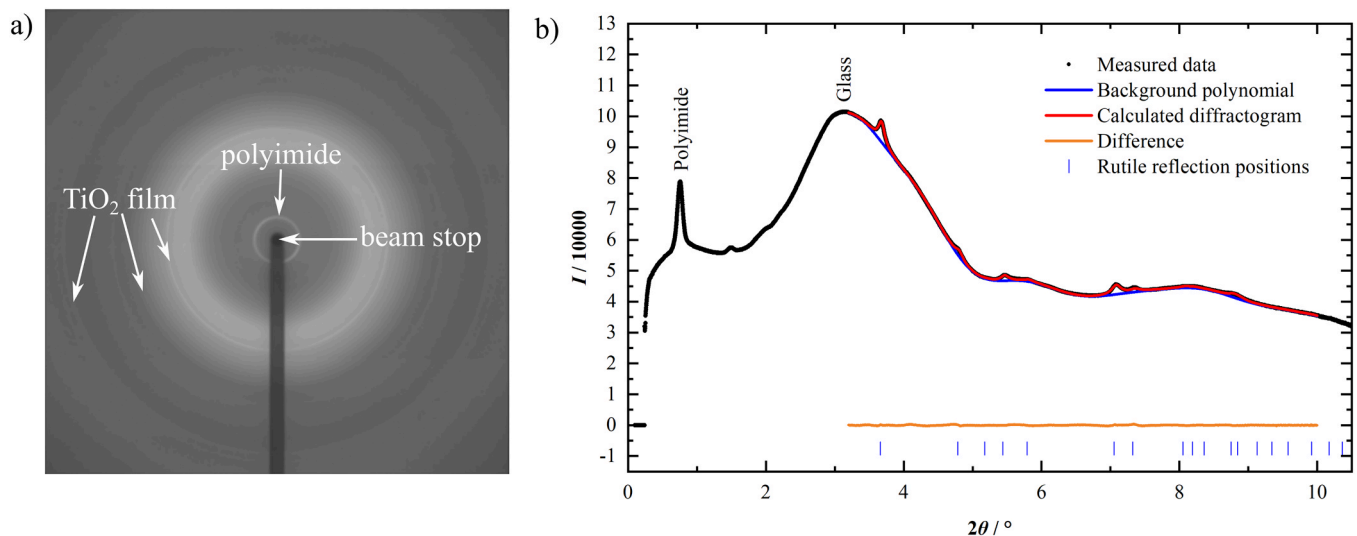 a)
polyimide
TiO₂ film
beam stop
b)
13
12
11
10
9
8
7
6
5
4
3
2
1
0
-1
I / 10000
Polyimide
Glass
Measured data
Background polynomial
Calculated diffractogram
Difference
Rutile reflection positions
0 2 4 6 8 10
2θ / °